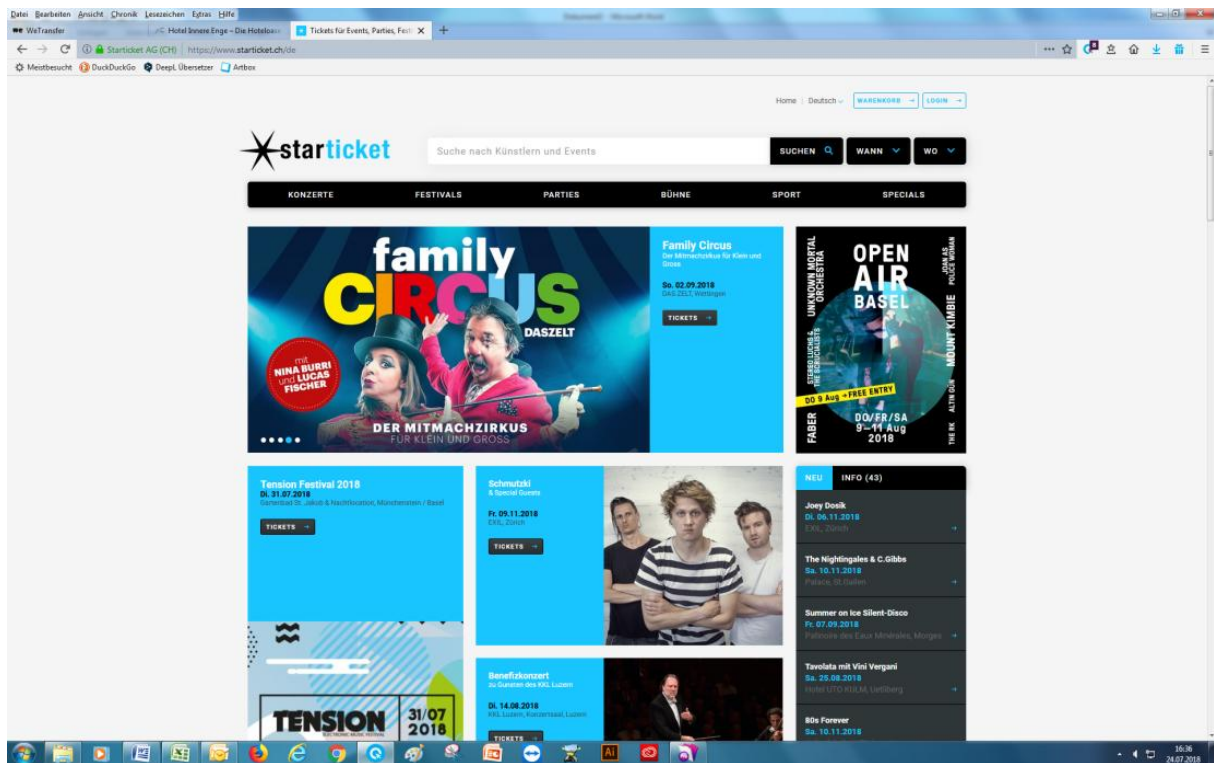 Datei Bearbeiten Ansicht Chronik Lesezeichen Extras Hilfe
we WeTransfer
Hotel Innere Enge – Die Hoteloase
Tickets für Events, Parties, Fest
Starticket AG (CH) https://www.starticket.ch/de
Meistbesucht DuckDuckGo DeepL Übersetzer Artbox
Home Deutsch WARENKORB LOGIN
starticket
Suche nach Künstlern und Events
SUCHEN WANN WO
KONZERTE FESTIVALS PARTIES BÜHNE SPORT SPECIALS
family
CIRCUS
DASZELT
mit
NINA BURRI
und LUCAS
FISCHER
DER MITMACHZIRKUS
FÜR KLEIN UND GROSS
Family Circus
Der Mitmachzirkus für Klein und
Gross
So. 02.09.2018
DAS ZELT, Wettingen
TICKETS
OPEN
AIR
BASEL
UNKNOWN MORTAL
ORCHESTRA
JOAN AS
POLICE WOMAN
STEREO LUCHS &
THE SCRUCIALISTS
MOUNT KIMBIE
DO 9 Aug → FREE ENTRY
FABER
ALTIN GÜN
THE RK
DO/FR/SA
9–11 Aug
2018
Tension Festival 2018
Di. 31.07.2018
Gartenbad St. Jakob & Nachtlocation, Münchenstein / Basel
TICKETS
TENSION
ELECTRONIC MUSIC FESTIVAL
31/07
2018
Schmutzki
& Special Guests
Fr. 09.11.2018
EXIL, Zürich
TICKETS
Benefizkonzert
zu Gunsten des KKL Luzern
Di. 14.08.2018
KKL Luzern, Konzertsaal, Luzern
TICKETS
NEU INFO (43)
Joey Dosik
Di. 06.11.2018
EXIL, Zürich
The Nightingales & C.Gibbs
Sa. 10.11.2018
Palace, St.Gallen
Summer on Ice Silent-Disco
Fr. 07.09.2018
Patinoire des Eaux Minérales, Morges
Tavolata mit Vini Vergani
Sa. 25.08.2018
Hotel UTO KULM, Uetliberg
80s Forever
Sa. 10.11.2018
Ai
16:36
24.07.2018